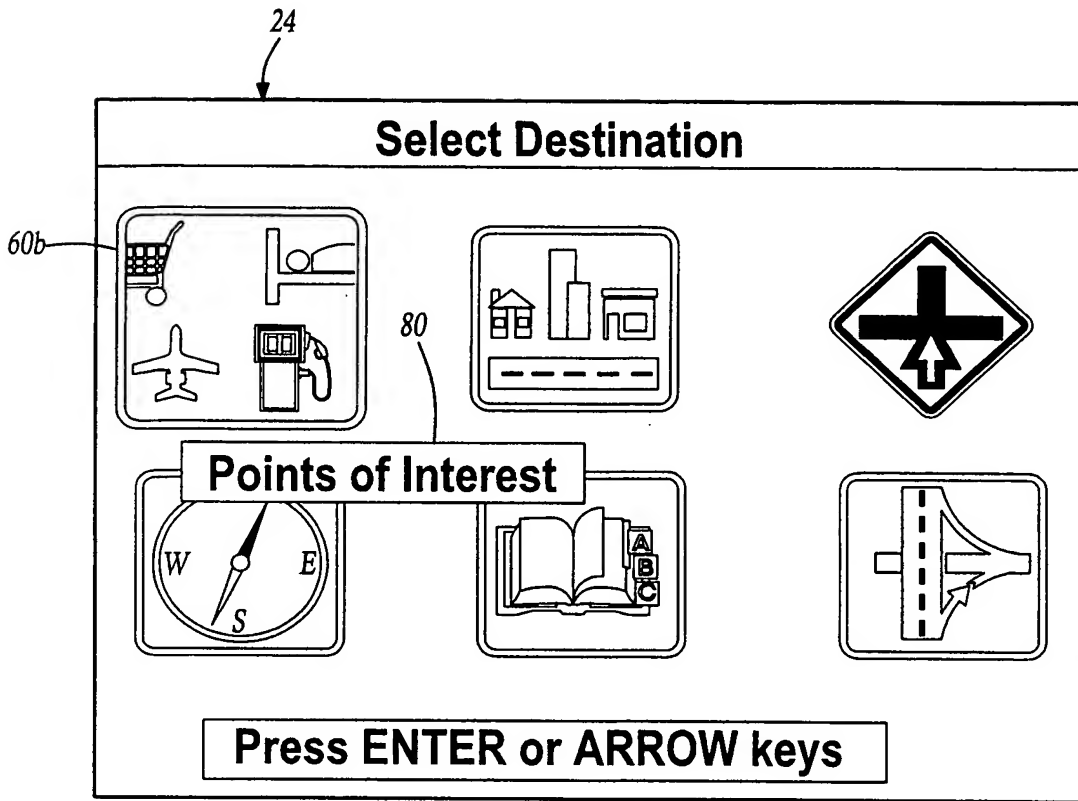 24
Select Destination
60b
80
Points of Interest
W E
S
A
B
C
Press ENTER or ARROW keys